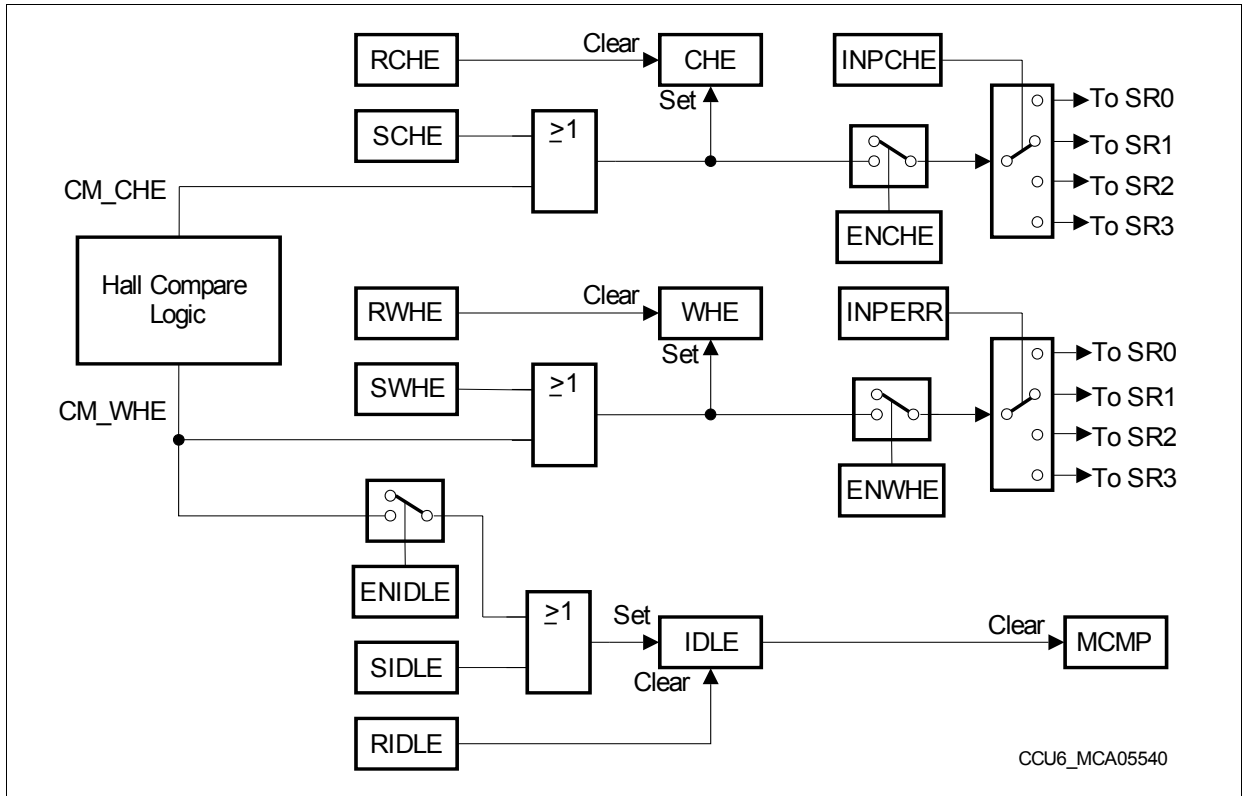 RCHE
Clear
CHE
INPCHE
Set
To SR0
SCHE
≥1
To SR1
To SR2
CM_CHE
To SR3
ENCHE
Hall Compare
Logic
RWHE
Clear
WHE
INPERR
Set
To SR0
SWHE
≥1
To SR1
CM_WHE
To SR2
ENWHE
To SR3
ENIDLE
≥1
Set
IDLE
Clear
MCMP
SIDLE
Clear
RIDLE
CCU6_MCA05540